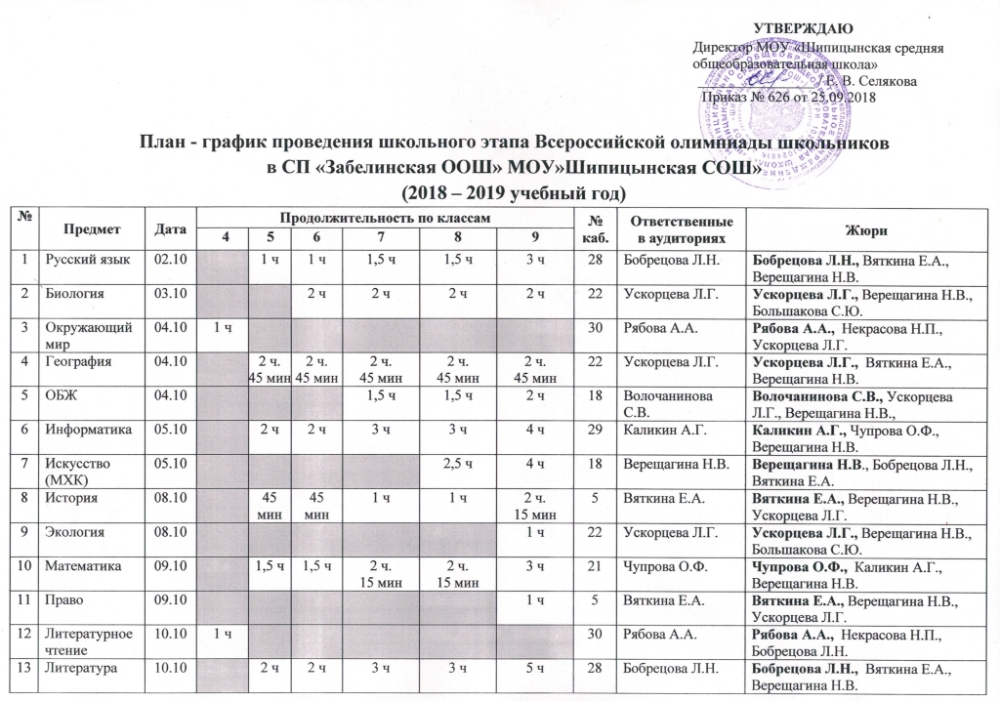 УТВЕРЖДАЮ
Директор МОУ «Шипицынская средняя
общеобразовательная школа»
Е. В. Селякова
Приказ № 626 от 25.09.2018
План - график проведения школьного этапа Всероссийской олимпиады школьников
в СП «Забелинская ООШ» МОУ»Шипицынская СОШ»
(2018 – 2019 учебный год)
№ Предмет Дата Продолжительность по классам № каб. Ответственные в аудиториях Жюри
4 5 6 7 8 9
1 Русский язык 02.10 1 ч 1 ч 1,5 ч 1,5 ч 3 ч 28 Бобрецова Л.Н. Бобрецова Л.Н., Вяткина Е.А.,
Верещагина Н.В.
2 Биология 03.10 2 ч 2 ч 2 ч 2 ч 22 Ускорцева Л.Г. Ускорцева Л.Г., Верещагина Н.В.,
Большакова С.Ю.
3 Окружающий 04.10 1 ч 30 Рябова А.А. Рябова А.А., Некрасова Н.П.,
мир Ускорцева Л.Г.
4 География 04.10 2 ч. 2 ч. 2 ч. 2 ч. 2 ч. 22 Ускорцева Л.Г. Ускорцева Л.Г., Вяткина Е.А.,
45 мин 45 мин 45 мин 45 мин 45 мин Верещагина Н.В.
5 ОБЖ 04.10 1,5 ч 1,5 ч 2 ч 18 Волочанинова Волочанинова С.В., Ускорцева
С.В. Л.Г., Верещагина Н.В.,
6 Информатика 05.10 2 ч 2 ч 3 ч 3 ч 4 ч 29 Каликин А.Г. Каликин А.Г., Чупрова О.Ф.,
Верещагина Н.В.
7 Искусство 05.10 2,5 ч 4 ч 18 Верещагина Н.В. Верещагина Н.В., Бобрецова Л.Н.,
(МХК) Вяткина Е.А.
8 История 08.10 45 45 1 ч 1 ч 2 ч. 5 Вяткина Е.А. Вяткина Е.А., Верещагина Н.В.,
мин мин 15 мин Ускорцева Л.Г.
9 Экология 08.10 1 ч 22 Ускорцева Л.Г. Ускорцева Л.Г., Верещагина Н.В.,
Большакова С.Ю.
10 Математика 09.10 1,5 ч 1,5 ч 2 ч. 2 ч. 3 ч 21 Чупрова О.Ф. Чупрова О.Ф., Каликин А.Г.,
15 мин 15 мин Верещагина Н.В.
11 Право 09.10 1 ч 5 Вяткина Е.А. Вяткина Е.А., Верещагина Н.В.,
Ускорцева Л.Г.
12 Литературное 10.10 1 ч 30 Рябова А.А. Рябова А.А., Некрасова Н.П.,
чтение Бобрецова Л.Н.
13 Литература 10.10 2 ч 2 ч 3 ч 3 ч 5 ч 28 Бобрецова Л.Н. Бобрецова Л.Н., Вяткина Е.А.,
Верещагина Н.В.